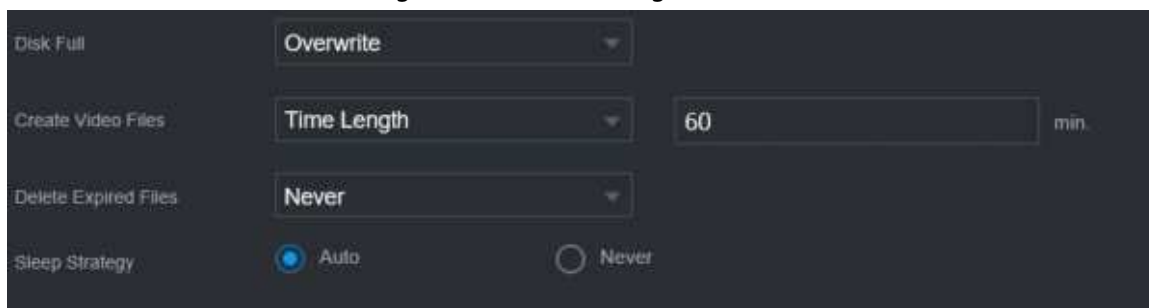 Disk Full Overwrite
Create Video Files Time Length 60 min.
Delete Expired Files Never
Sleep Strategy Auto Never